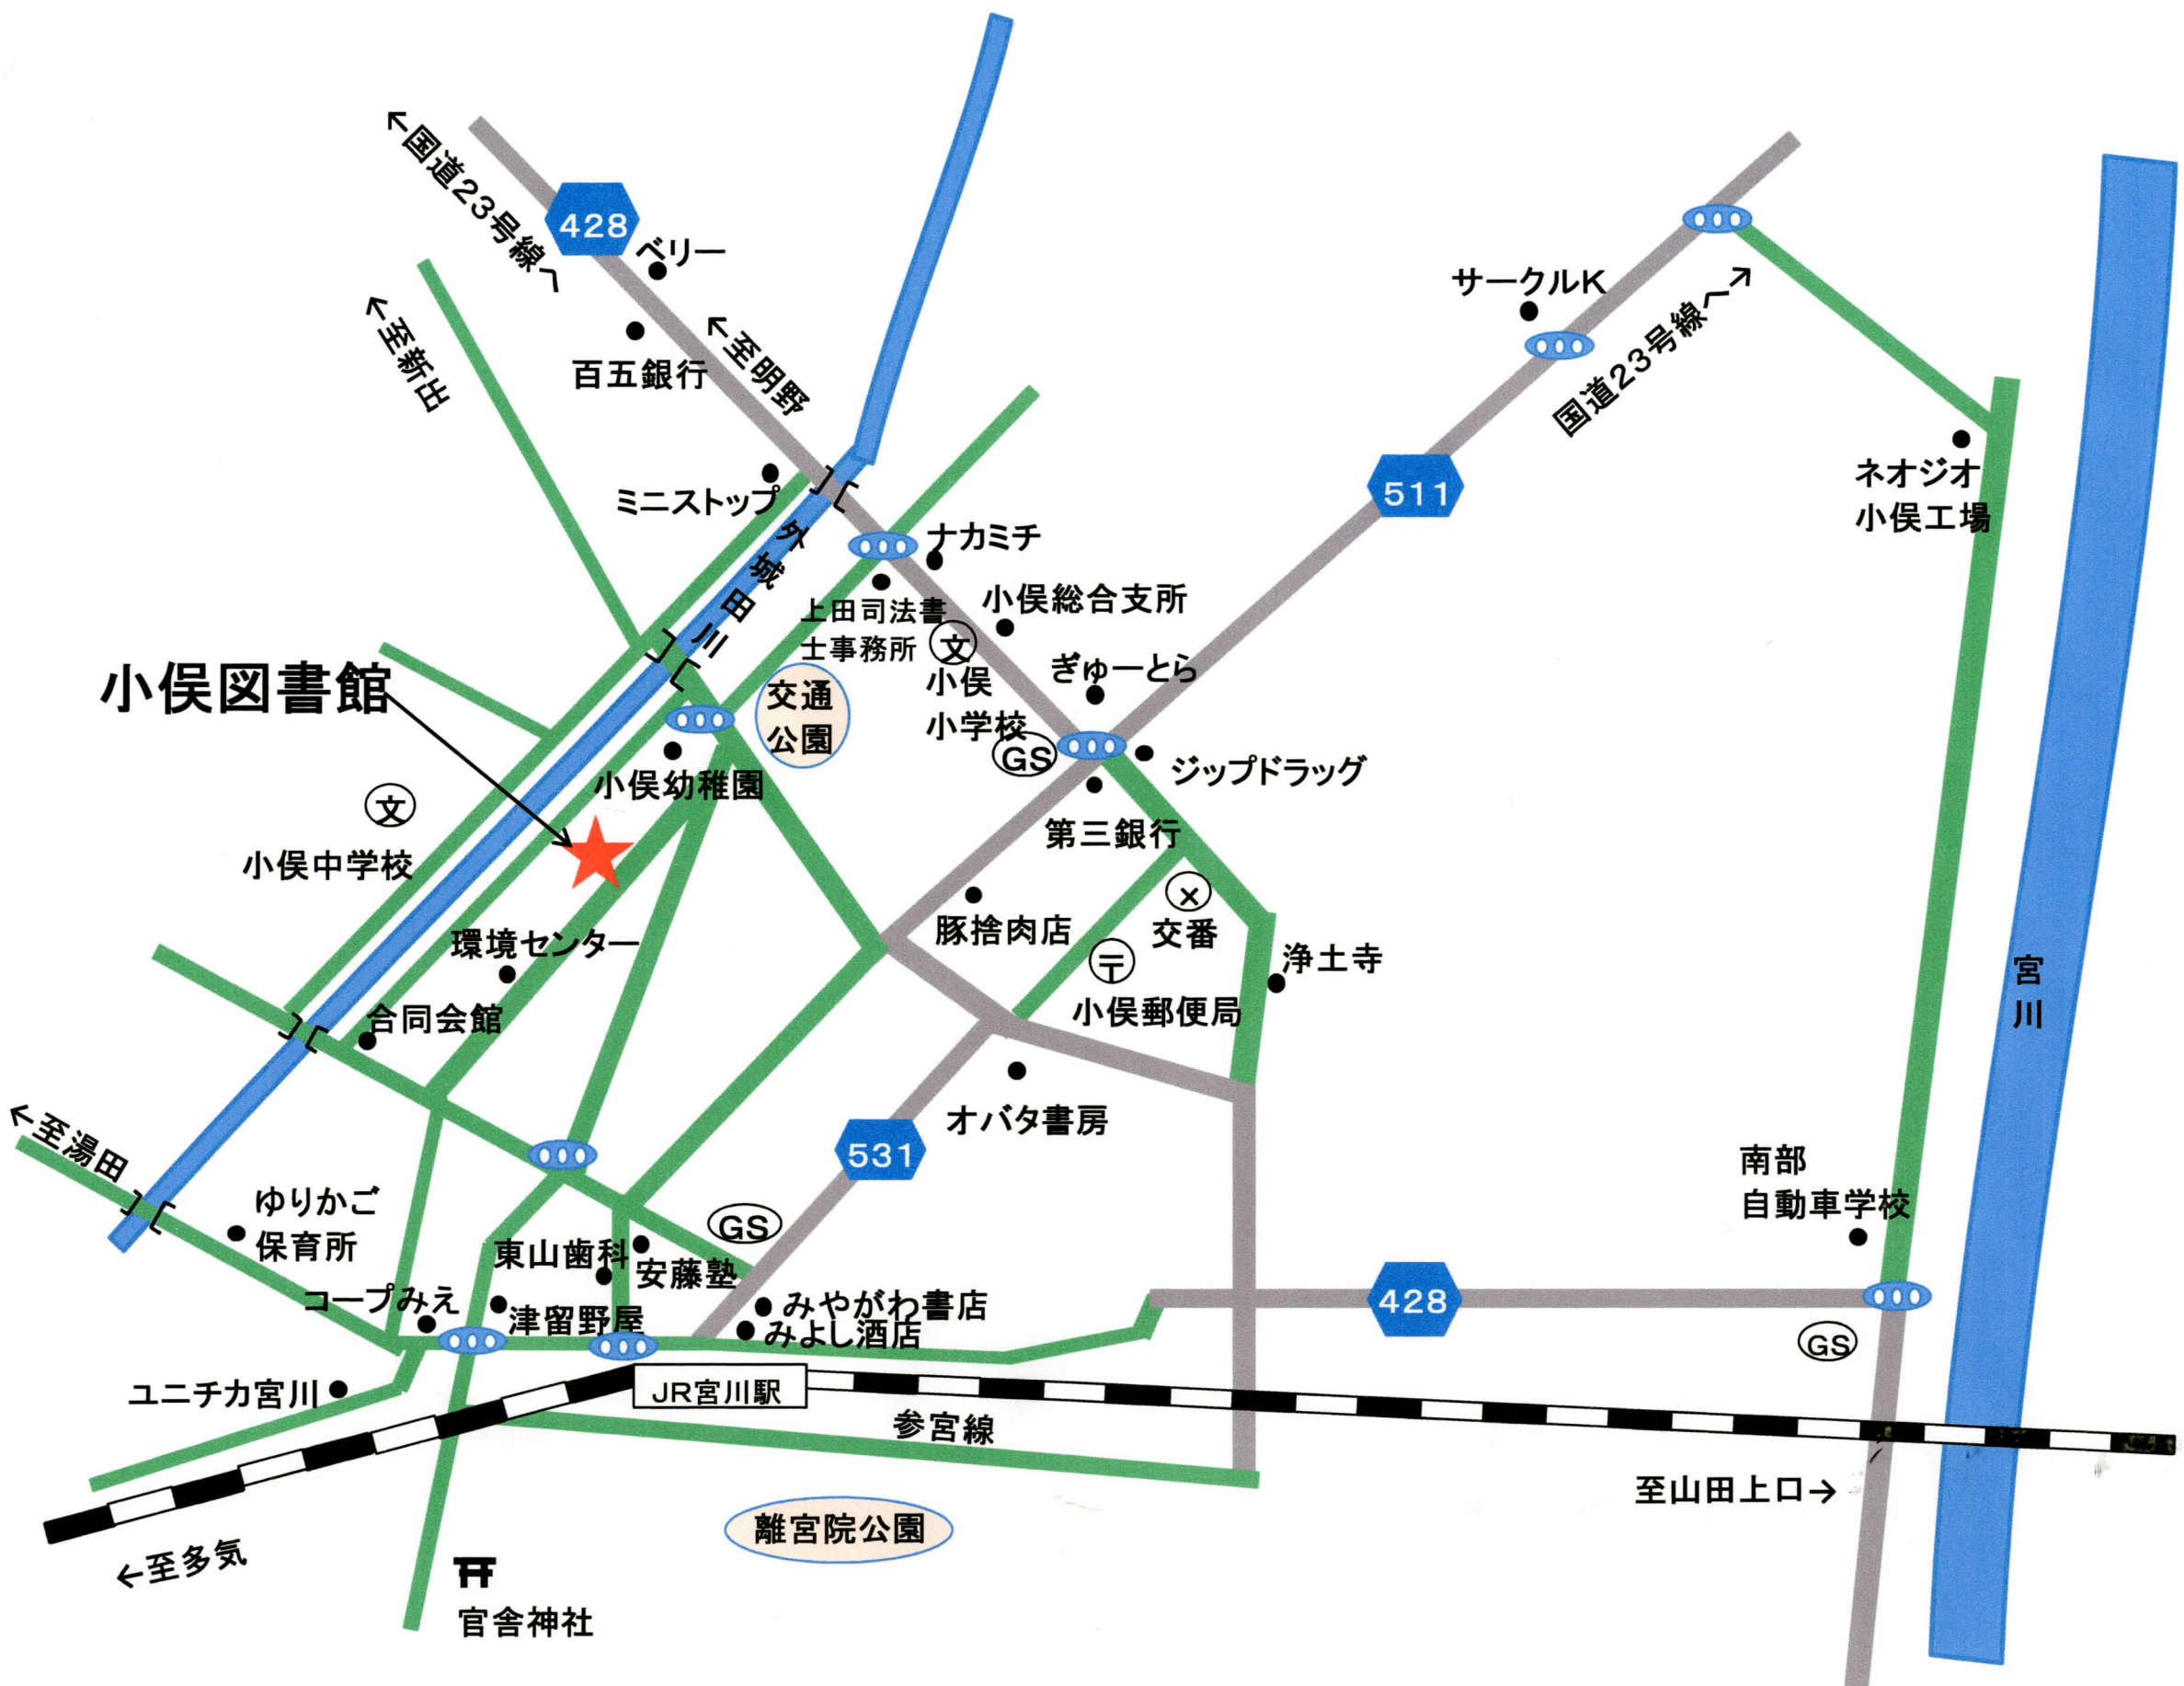 ←国道23号線へ
428
ベリー
←至新出
百五銀行
←至明野
サークルK
国道23号線へ→
511
ネオジオ
小俣工場
ミニストップ
外城田川
ナカミチ
上田司法書
士事務所
小俣総合支所
文
小俣
小学校
ぎゅーとら
小俣図書館
交通
公園
GS
ジップドラッグ
小俣幼稚園
文
小俣中学校
第三銀行
×
交番
豚捨肉店
〒
小俣郵便局
浄土寺
環境センター
合同会館
宮川
オバタ書房
531
←至湯田
ゆりかご
保育所
GS
南部
自動車学校
東山歯科
安藤塾
コープみえ
津留野屋
みやがわ書店
みよし酒店
428
GS
ユニチカ宮川
JR宮川駅
参宮線
至山田上口→
離宮院公園
←至多気
官舎神社